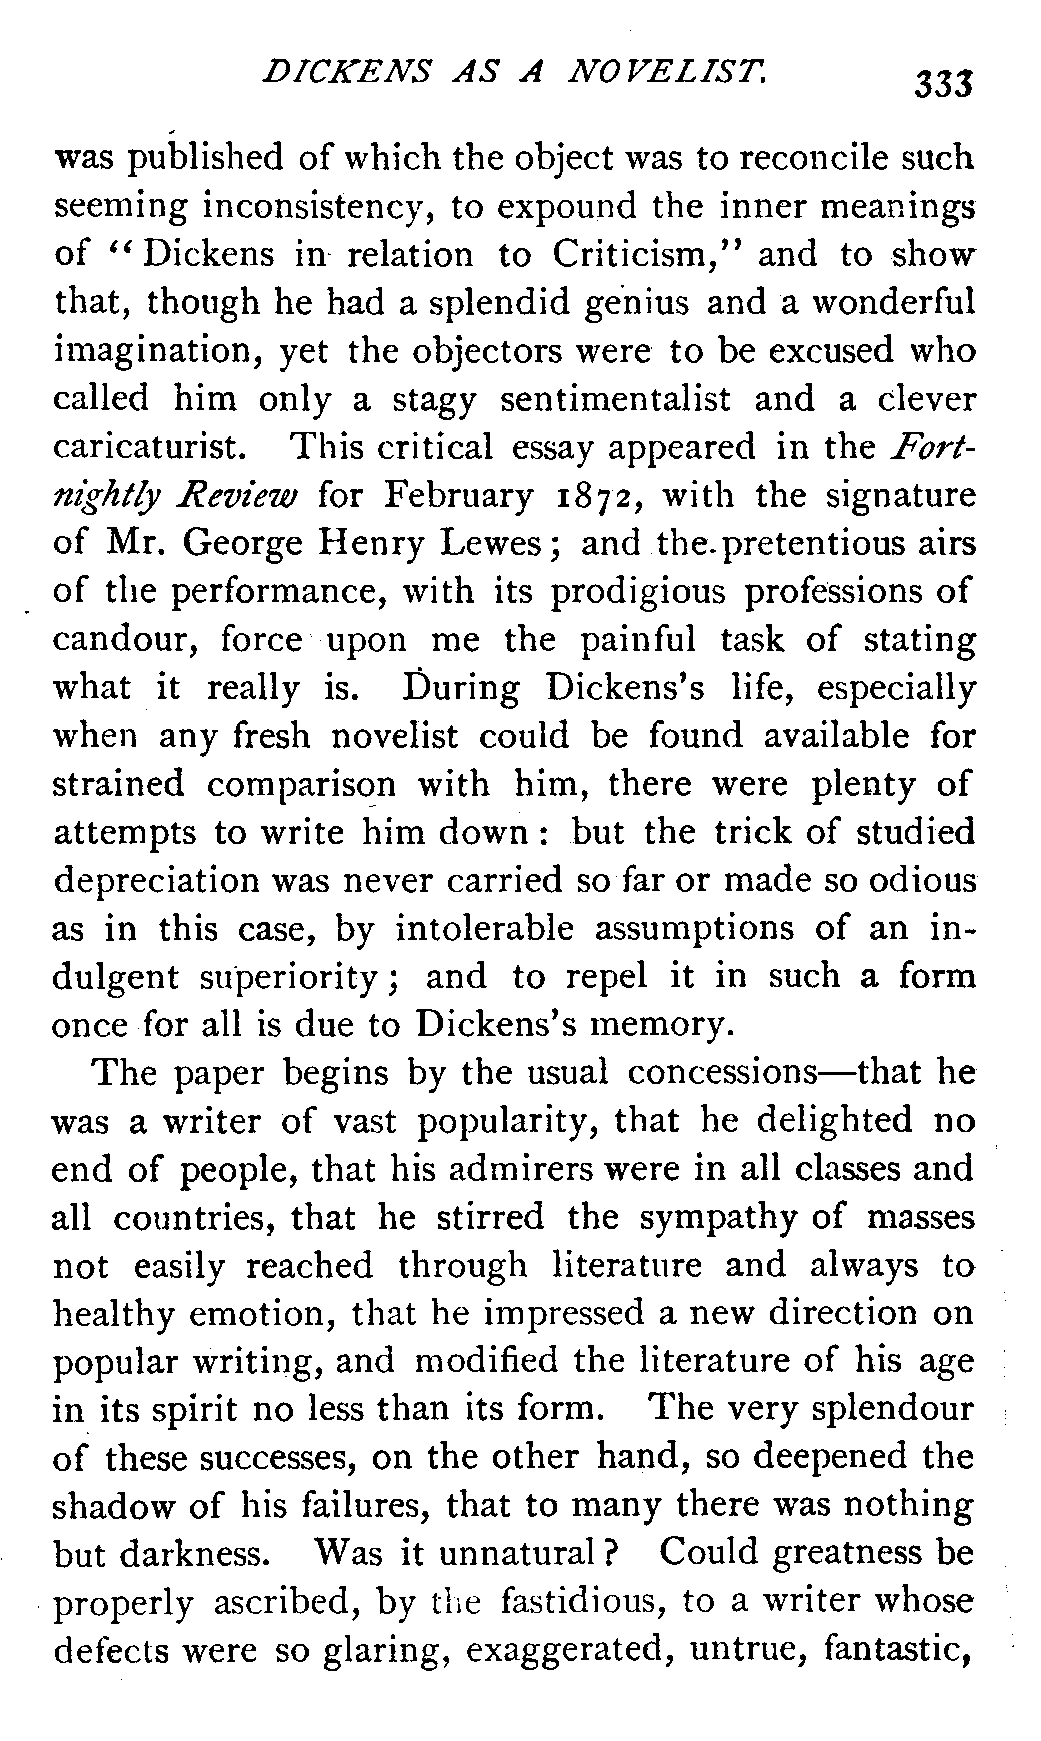 DICKENS AS A NOVELIST. 333
was published of which the object was to reconcile such
seeming inconsistency, to expound the inner meanings
of “Dickens in relation to Criticism,” and to show
that, though he had a splendid genius and a wonderful
imagination, yet the objectors were to be excused who
called him only a stagy sentimentalist and a clever
caricaturist. This critical essay appeared in the Fort-
nightly Review for February 1872, with the signature
of Mr. George Henry Lewes; and the pretentious airs
of the performance, with its prodigious professions of
candour, force upon me the painful task of stating
what it really is. During Dickens's life, especially
when any fresh novelist could be found available for
strained comparison with him, there were plenty of
attempts to write him down: but the trick of studied
depreciation was never carried so far or made so odious
as in this case, by intolerable assumptions of an in-
dulgent superiority; and to repel it in such a form
once for all is due to Dickens's memory.
The paper begins by the usual concessions—that he
was a writer of vast popularity, that he delighted no
end of people, that his admirers were in all classes and
all countries, that he stirred the sympathy of masses
not easily reached through literature and always to
healthy emotion, that he impressed a new direction on
popular writing, and modified the literature of his age
in its spirit no less than its form. The very splendour
of these successes, on the other hand, so deepened the
shadow of his failures, that to many there was nothing
but darkness. Was it unnatural? Could greatness be
properly ascribed, by the fastidious, to a writer whose
defects were so glaring, exaggerated, untrue, fantastic,